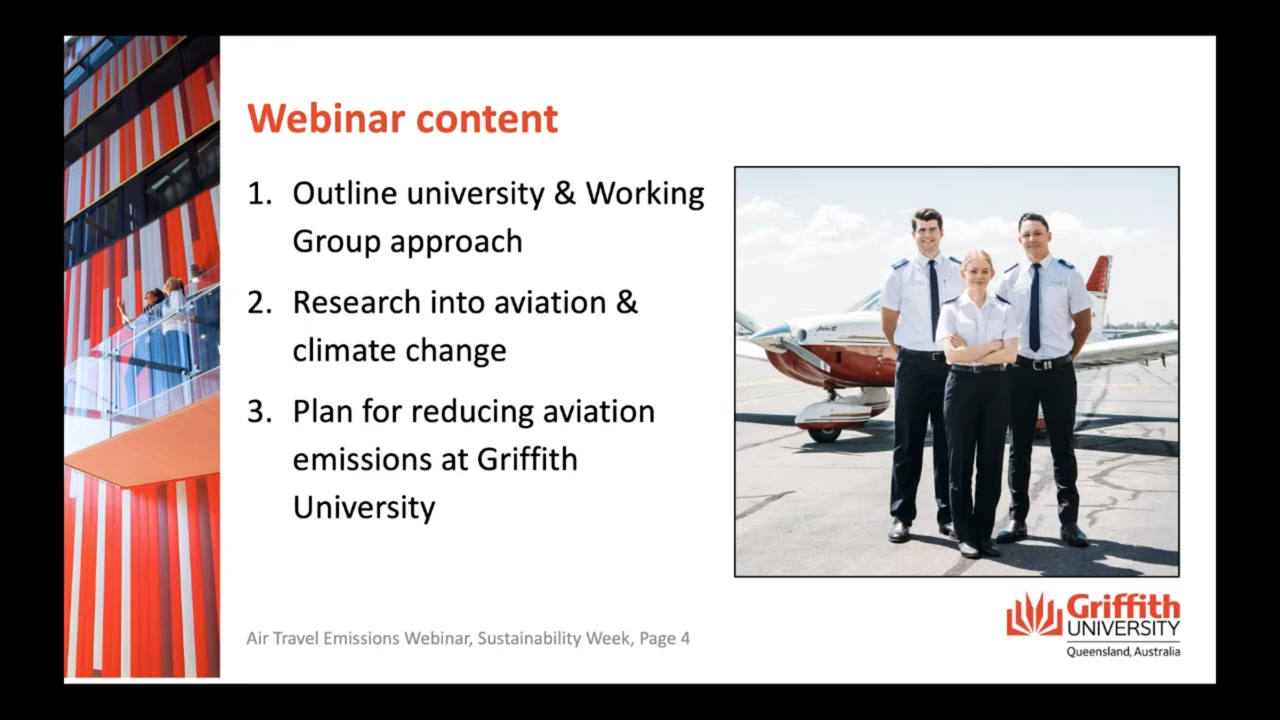 Webinar content
1. Outline university & Working
Group approach
2. Research into aviation &
climate change
3. Plan for reducing aviation
emissions at Griffith
University
Air Travel Emissions Webinar, Sustainability Week, Page 4
Griffith
UNIVERSITY
Queensland, Australia